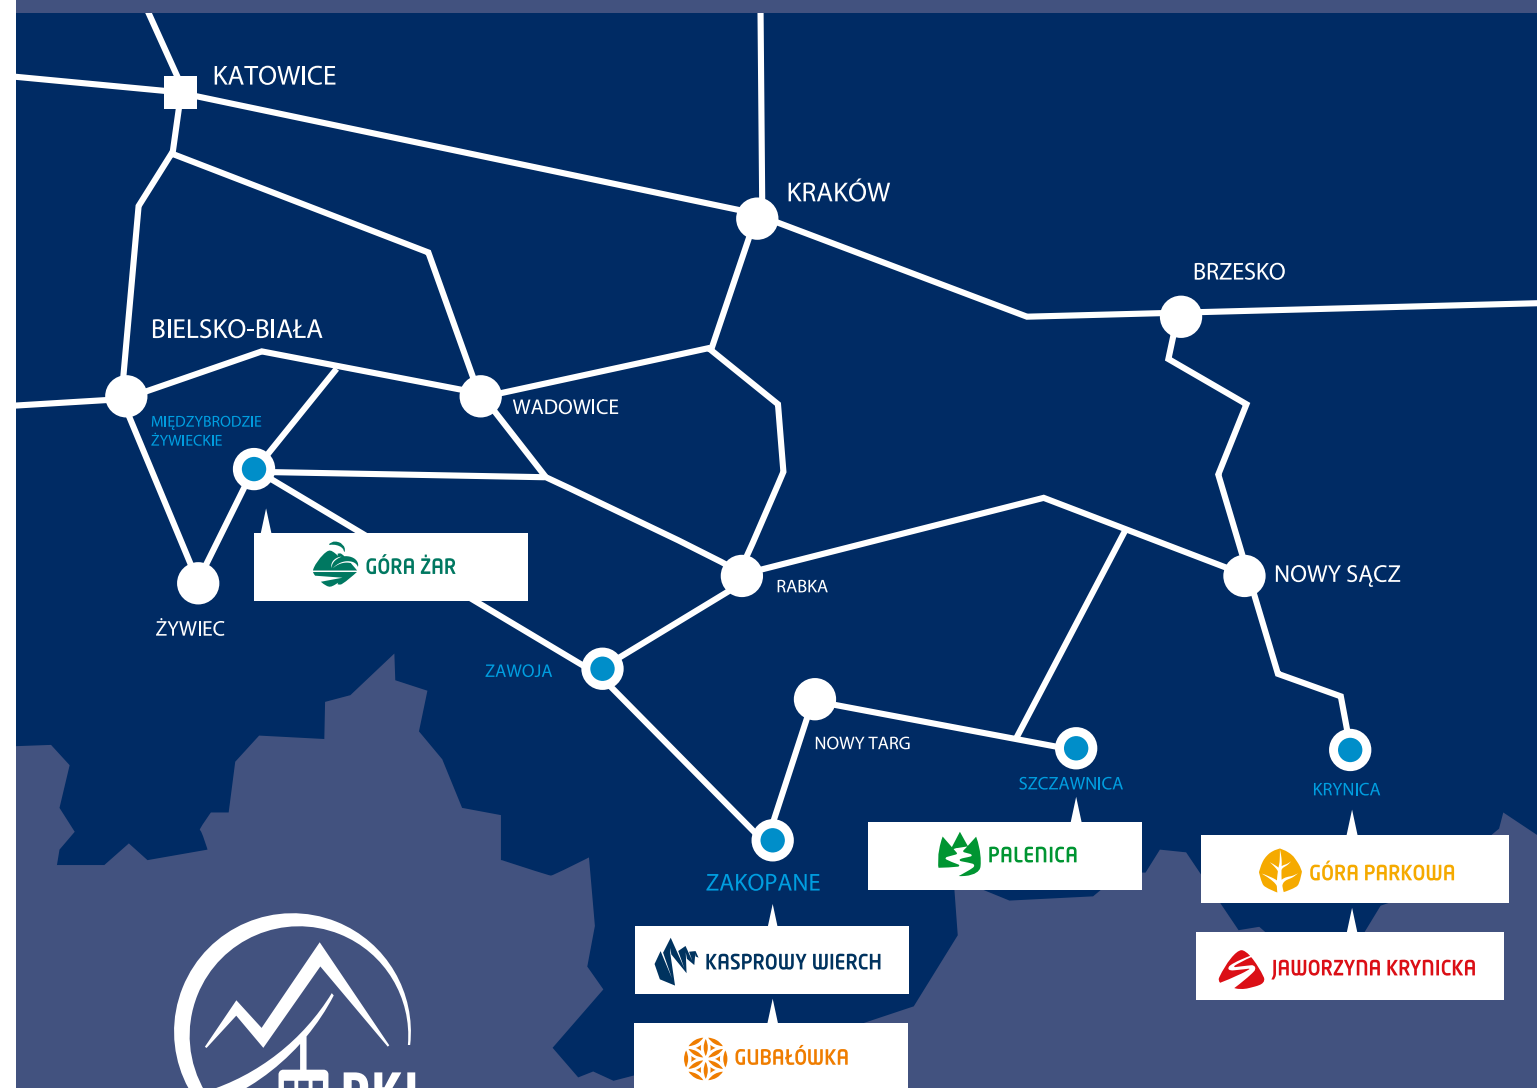 KATOWICE
KRAKÓW
BRZESKO
BIELSKO-BIAŁA
WADOWICE
MIĘDZYBRODZIE
ŻYWIECKIE
GÓRA ŻAR
RABKA
NOWY SĄCZ
ŻYWIEC
ZAWOJA
NOWY TARG
SZCZAWNICA
KRYNICA
PALENICA
ZAKOPANE
GÓRA PARKOWA
KASPROWY WIERCH
JAWORZYNA KRYNICKA
GUBAŁÓWKA
PKL